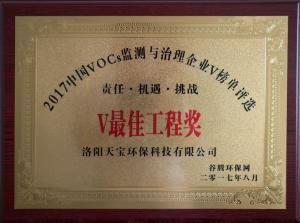 2017中国VOCs监测与治理企业V榜单评选
责任·机遇·挑战
V最佳工程奖
洛阳天宝环保科技有限公司
谷腾环保网
二零一七年八月